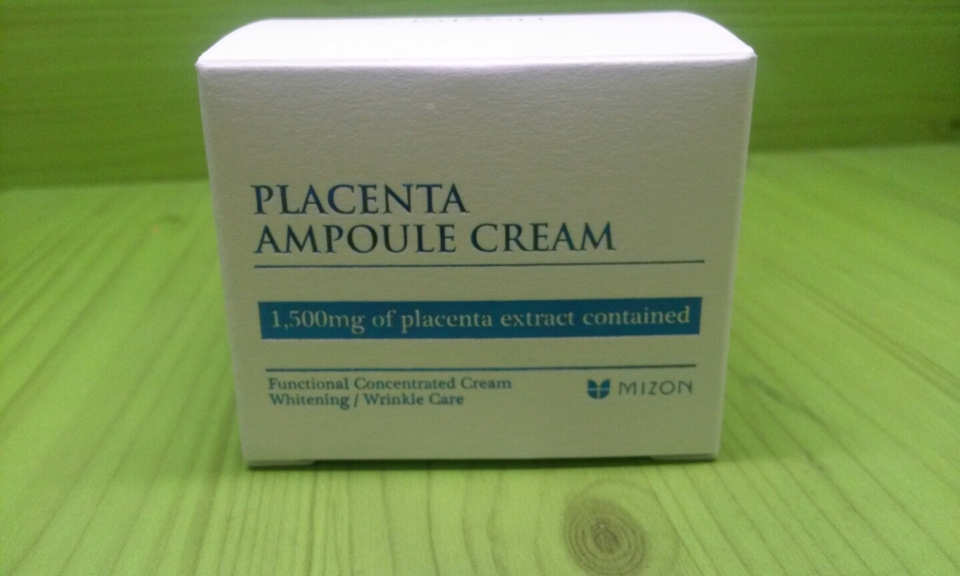 PLACENTA
AMPOULE CREAM
1,500mg of placenta extract contained
Functional Concentrated Cream
Whitening / Wrinkle Care
MIZON